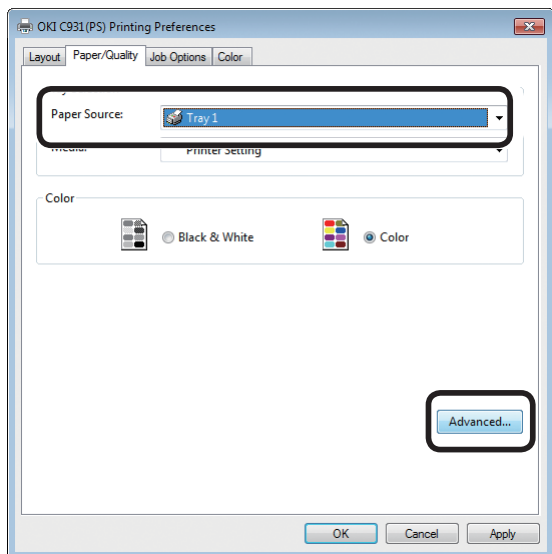 OKI C931(PS) Printing Preferences
Layout Paper/Quality Job Options Color
Paper Source: Tray 1
Printer Setting
Color
Black & White Color
Advanced...
OK Cancel Apply